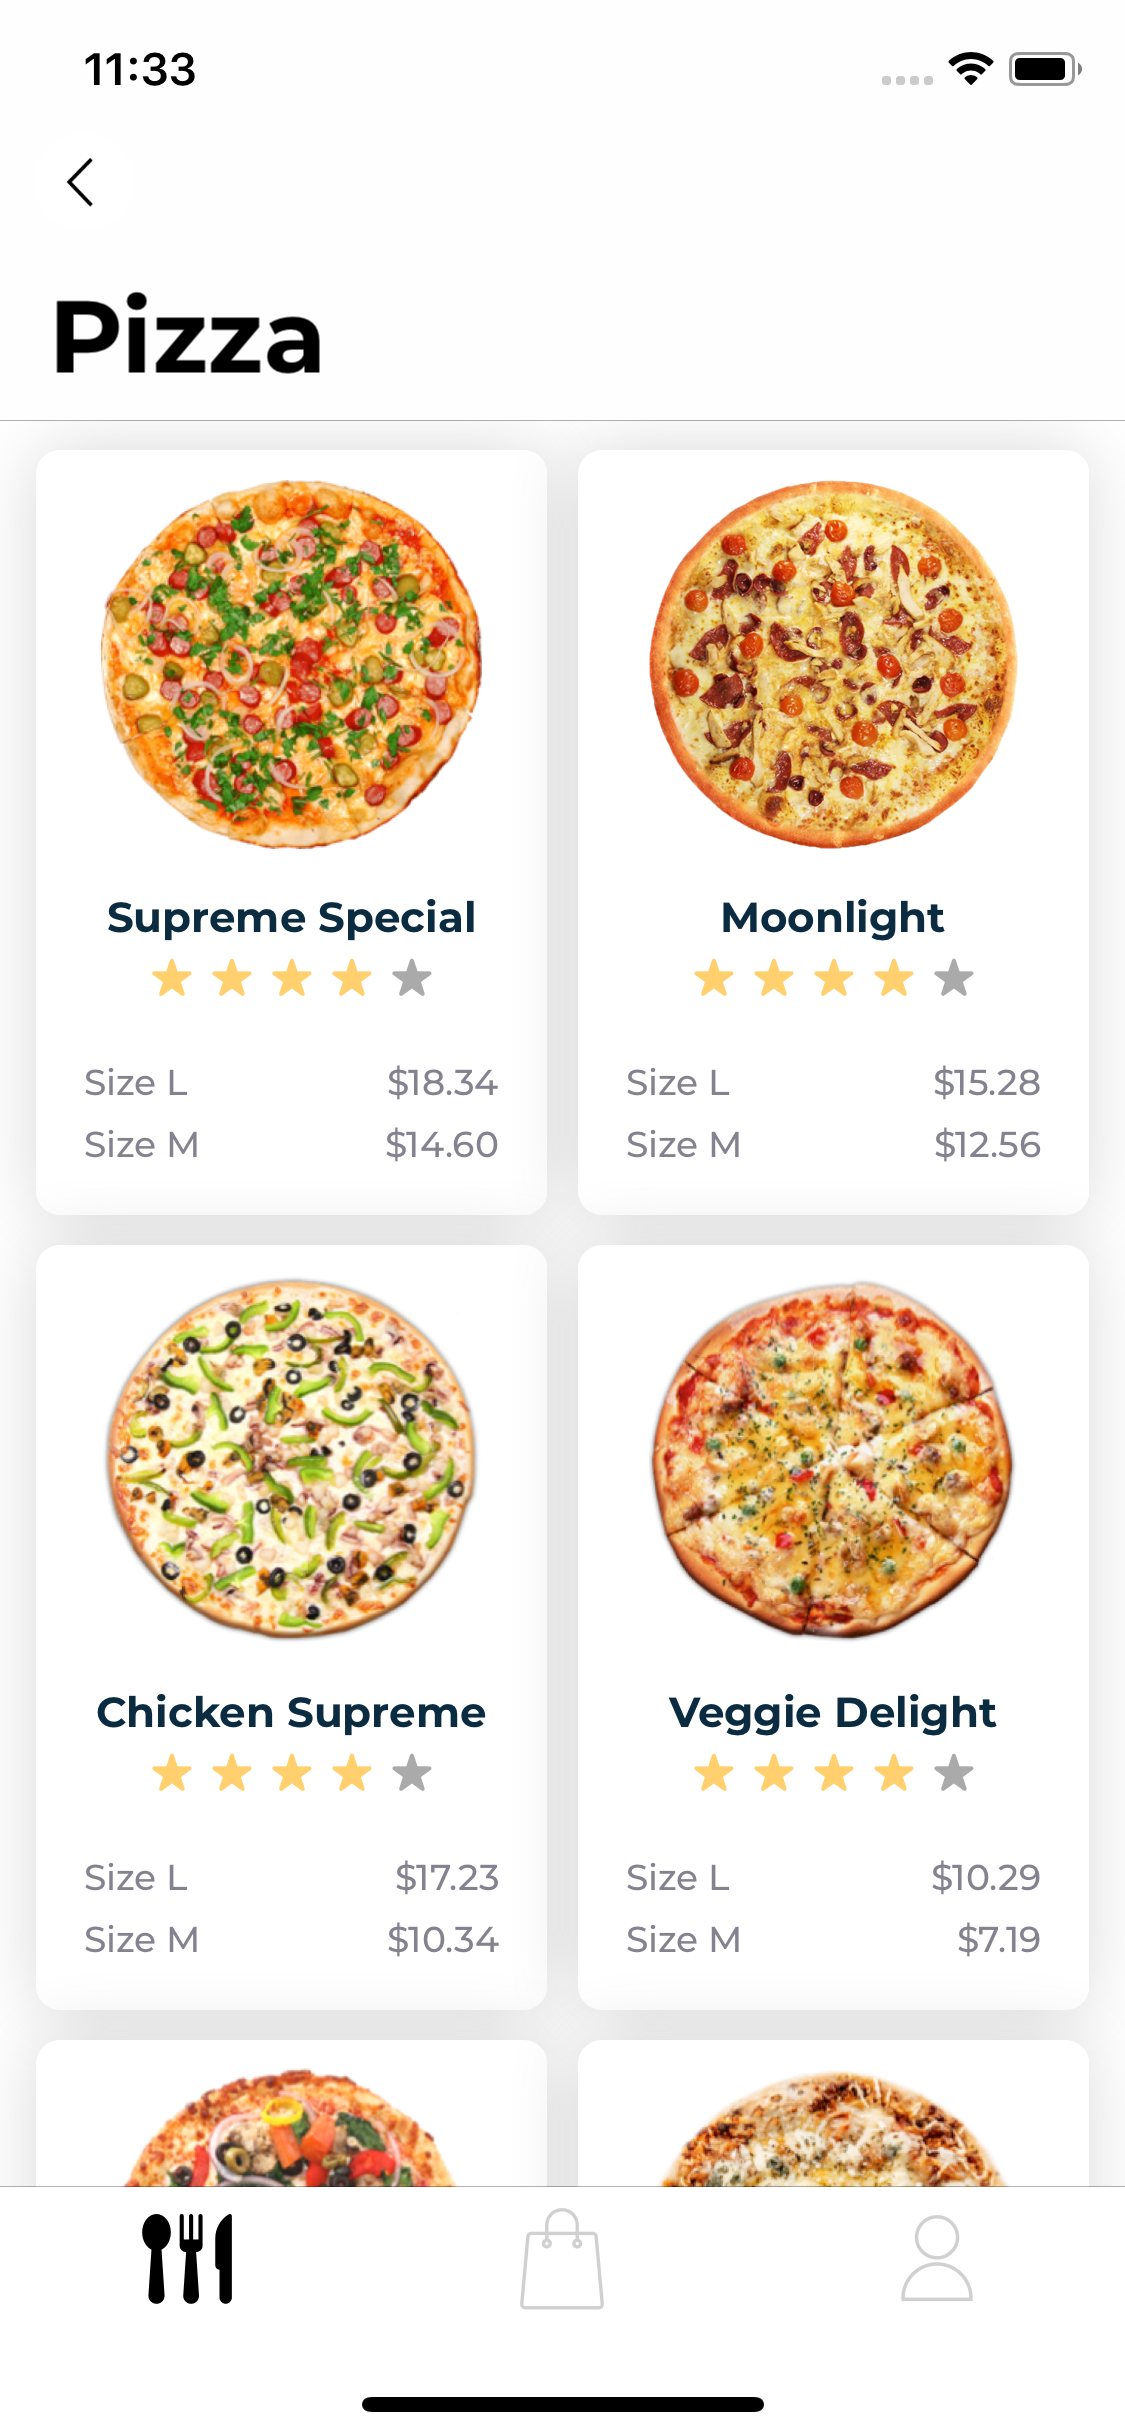 11:33
Pizza
Supreme Special
Size L $18.34
Size M $14.60
Moonlight
Size L $15.28
Size M $12.56
Chicken Supreme
Size L $17.23
Size M $10.34
Veggie Delight
Size L $10.29
Size M $7.19